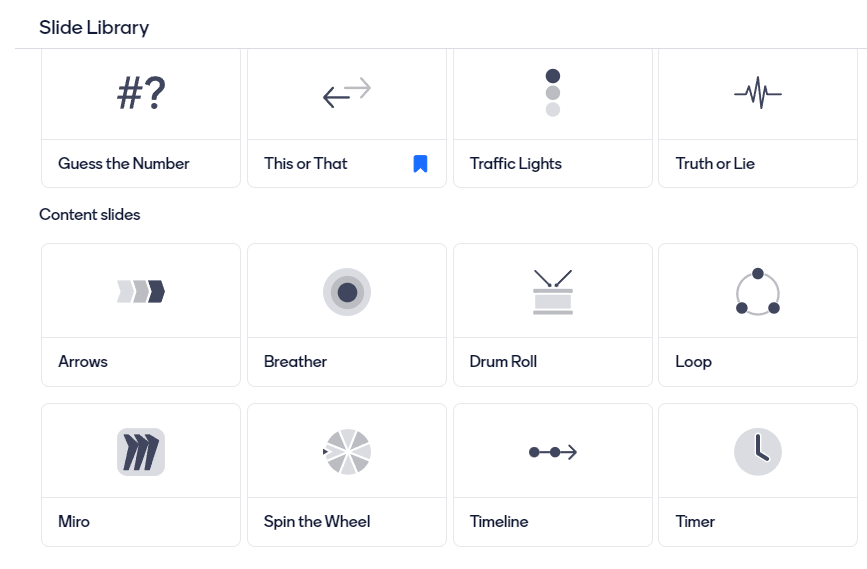 Slide Library
#?
Guess the Number
This or That
Traffic Lights
Truth or Lie
Content slides
Arrows
Breather
Drum Roll
Loop
Miro
Spin the Wheel
Timeline
Timer